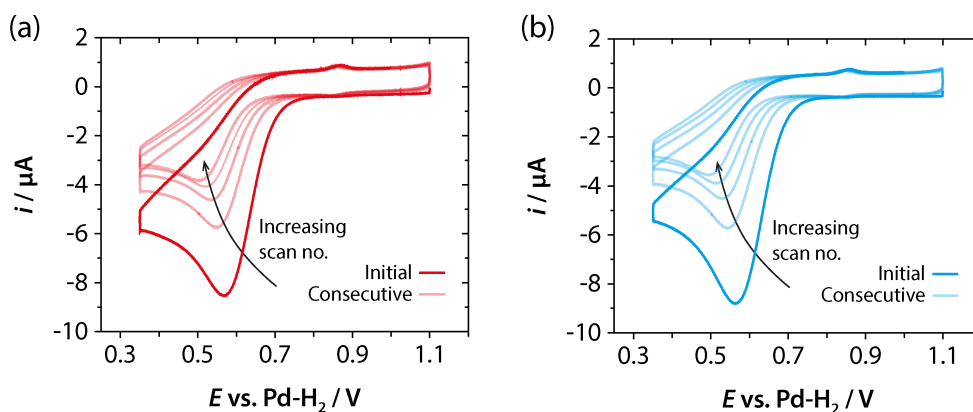 (a)
2
0
-2
-4
-6
-8
-10
i / µA
0.3 0.5 0.7 0.9 1.1
E vs. Pd-H₂ / V
Increasing
scan no.
Initial
Consecutive
(b)
2
0
-2
-4
-6
-8
-10
i / µA
0.3 0.5 0.7 0.9 1.1
E vs. Pd-H₂ / V
Increasing
scan no.
Initial
Consecutive